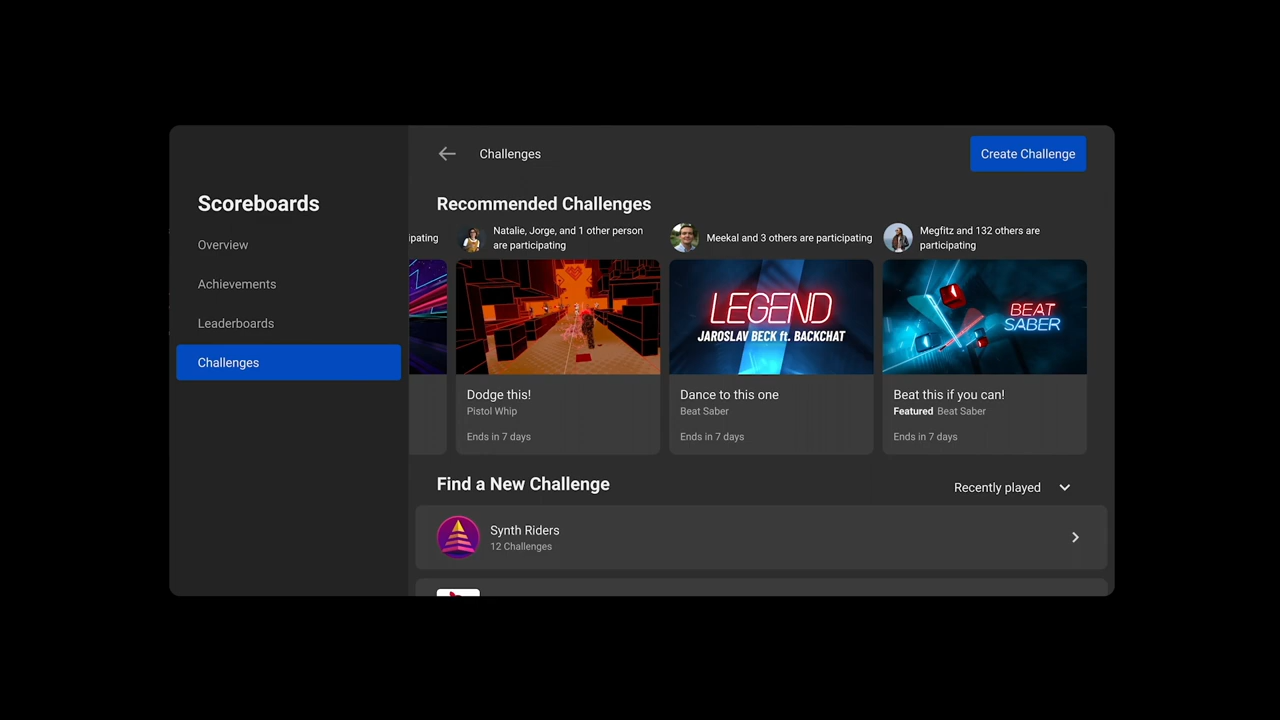 Challenges
Create Challenge
Scoreboards
Overview
Achievements
Leaderboards
Challenges
Recommended Challenges
ipating
Natalie, Jorge, and 1 other person
are participating
Meekal and 3 others are participating
Megfitz and 132 others are
participating
LEGEND
JAROSLAV BECK ft. BACKCHAT
BEAT
SABER
Dodge this!
Pistol Whip
Ends in 7 days
Dance to this one
Beat Saber
Ends in 7 days
Beat this if you can!
Featured Beat Saber
Ends in 7 days
Find a New Challenge
Recently played
Synth Riders
12 Challenges